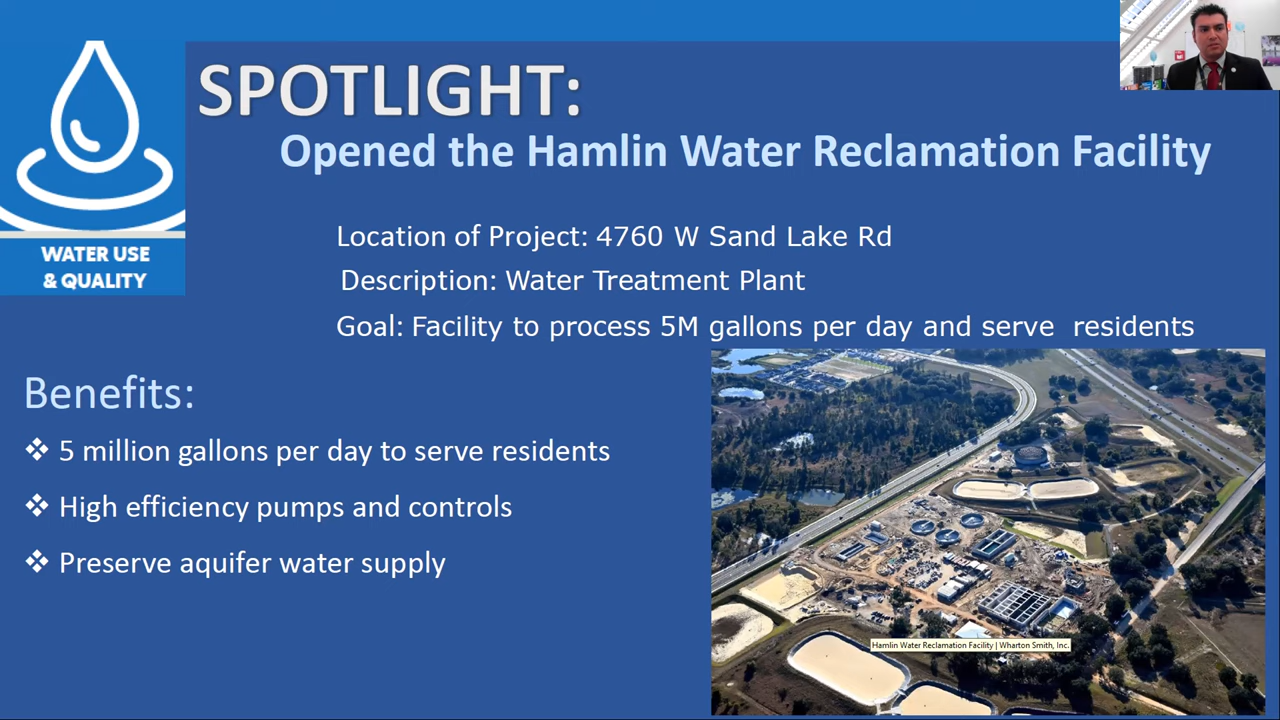 SPOTLIGHT:
Opened the Hamlin Water Reclamation Facility
WATER USE
& QUALITY
Location of Project: 4760 W Sand Lake Rd
Description: Water Treatment Plant
Goal: Facility to process 5M gallons per day and serve  residents
Benefits:
❖ 5 million gallons per day to serve residents
❖ High efficiency pumps and controls
❖ Preserve aquifer water supply
Hamlin Water Reclamation Facility | Wharton Smith, Inc.